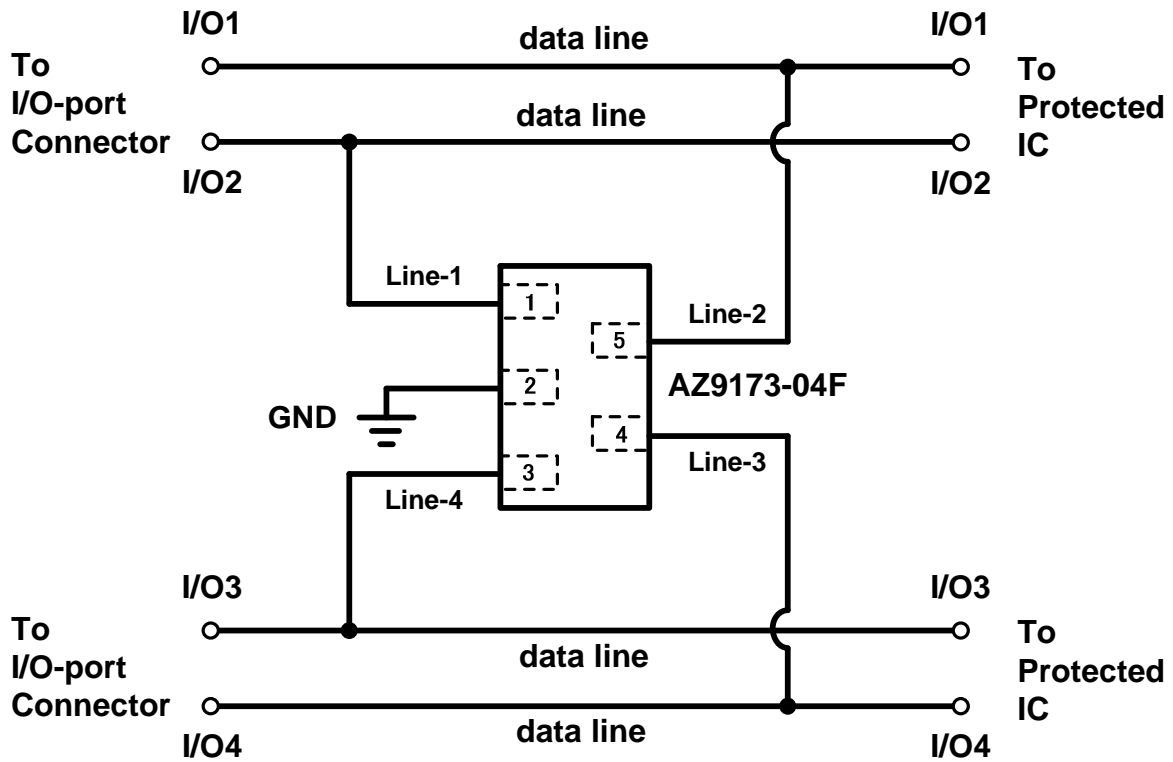 I/O1
data line
I/O1
To
I/O-port
Connector
To
Protected
IC
data line
I/O2
I/O2
Line-1
1
Line-2
5
2
AZ9173-04F
GND
4
Line-3
3
Line-4
I/O3
I/O3
To
I/O-port
Connector
To
Protected
IC
data line
data line
I/O4
I/O4